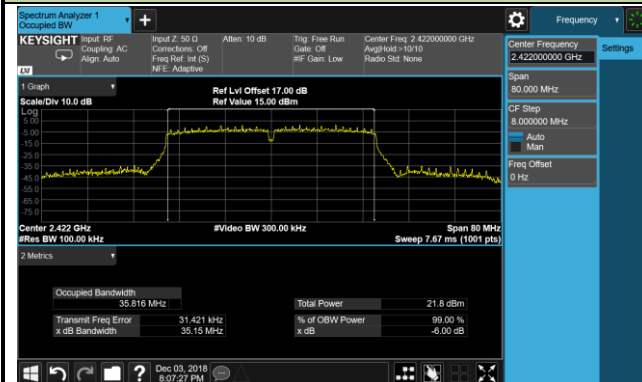 Spectrum Analyzer 1
Occupied BW
Frequency
KEYSIGHT
Input: RF
Coupling: AC
Align: Auto
Input Z: 50 Ω
Corrections: Off
Freq Ref: Int (S)
NFE: Adaptive
Atten: 10 dB
Trig: Free Run
Gate: Off
#IF Gain: Low
Center Freq: 2.422000000 GHz
Avg|Hold:>10/10
Radio Std: None
LXI
Center Frequency
2.422000000 GHz
Settings
Span
80.000 MHz
CF Step
8.000000 MHz
Auto
Man
Freq Offset
0 Hz
1 Graph
Scale/Div 10.0 dB
Ref Lvl Offset 17.00 dB
Ref Value 15.00 dBm
Log
5.00
-5.00
-15.0
-25.0
-35.0
-45.0
-55.0
-65.0
-75.0
Center 2.422 GHz
#Res BW 100.00 kHz
#Video BW 300.00 kHz
Span 80 MHz
Sweep 7.67 ms (1001 pts)
2 Metrics
Occupied Bandwidth
35.816 MHz
Total Power 21.8 dBm
Transmit Freq Error 31.421 kHz
% of OBW Power 99.00 %
x dB Bandwidth 35.15 MHz
x dB -6.00 dB
Dec 03, 2018
8:07:27 PM